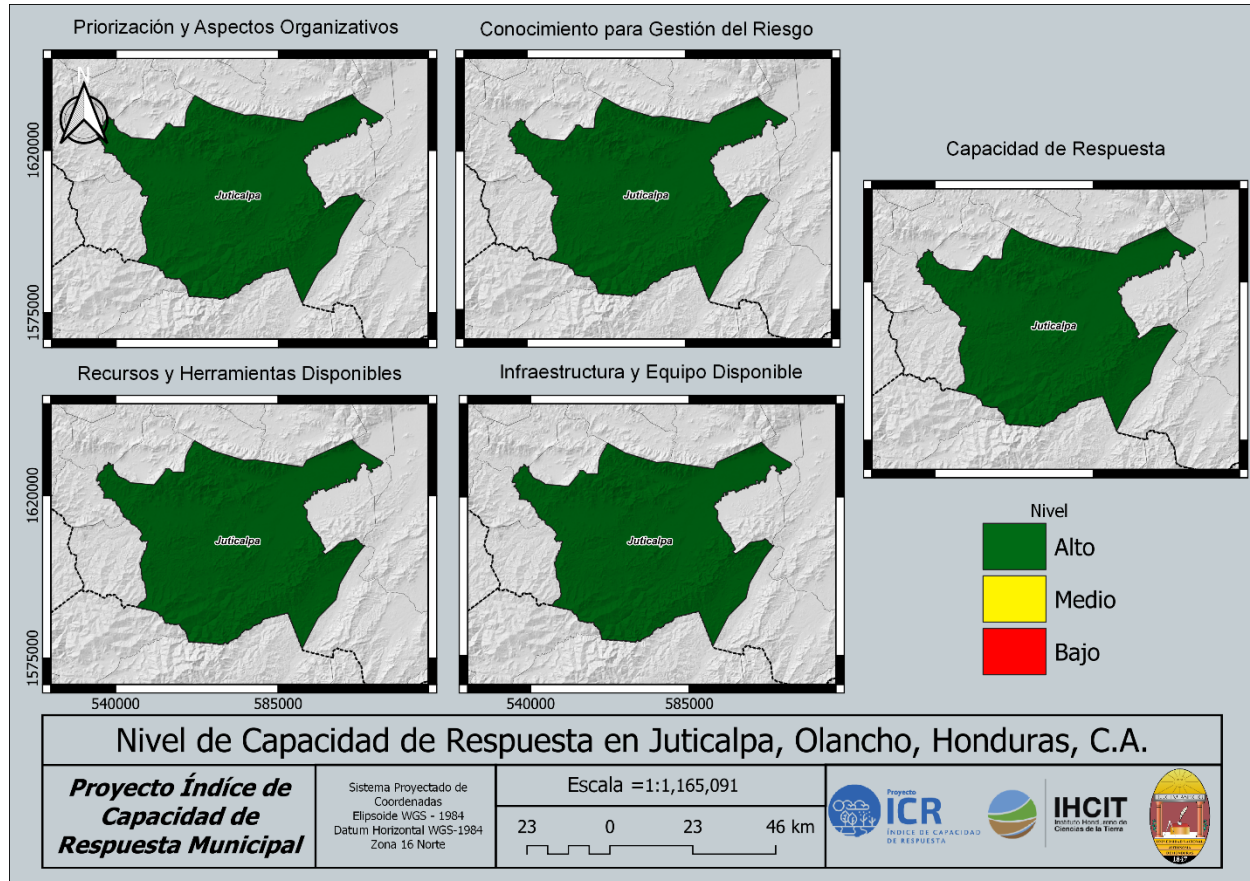 Priorización y Aspectos Organizativos
Conocimiento para Gestión del Riesgo
N
1620000
1575000
Juticalpa
Juticalpa
Capacidad de Respuesta
Juticalpa
Recursos y Herramientas Disponibles
Infraestructura y Equipo Disponible
1620000
1575000
Juticalpa
Juticalpa
540000
585000
540000
585000
Nivel
Alto
Medio
Bajo
Nivel de Capacidad de Respuesta en Juticalpa, Olancho, Honduras, C.A.
Proyecto Índíce de
Capacidad de
Respuesta Municipal
Sistema Proyectado de
Coordenadas
Elipsoide WGS - 1984
Datum Horizontal WGS-1984
Zona 16 Norte
Escala =1:1,165,091
23 0 23 46 km
Proyecto
ICR
ÍNDICE DE CAPACIDAD
DE RESPUESTA
IHCIT
Instituto Hondureño de
Ciencias de la Tierra